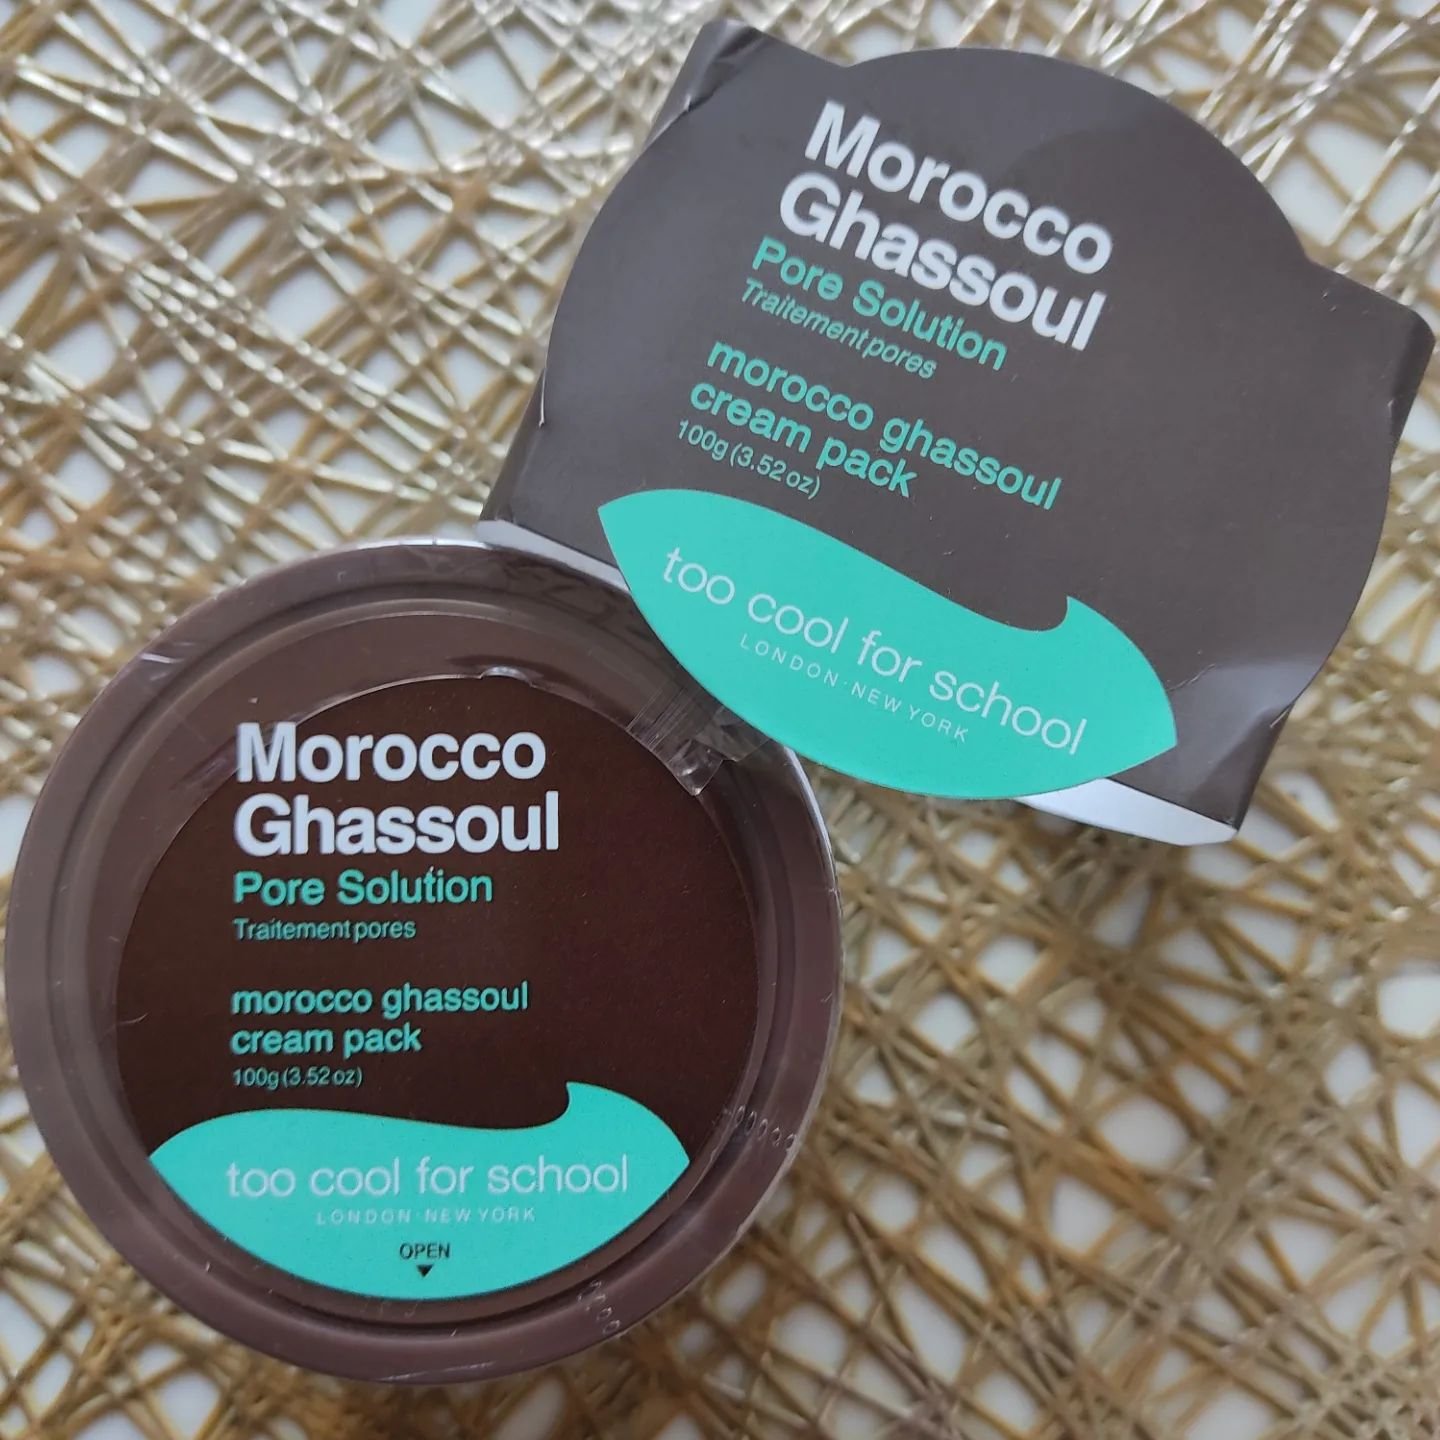 Morocco
Ghassoul
Pore Solution
Traitement pores
morocco ghassoul
cream pack
100g (3.52 oz)
too cool for school
LONDON · NEW YORK
Morocco
Ghassoul
Pore Solution
Traitement pores
morocco ghassoul
cream pack
100g (3.52 oz)
too cool for school
LONDON · NEW YORK
OPEN